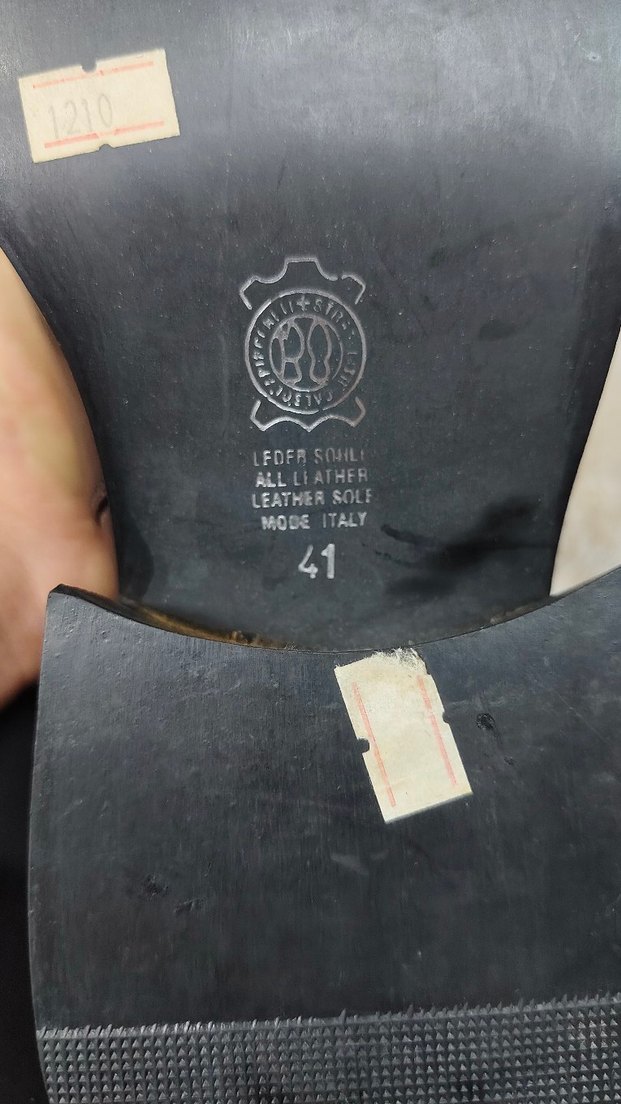 1210
LEDER SOHLE
ALL LEATHER
LEATHER SOLE
MODE ITALY
41